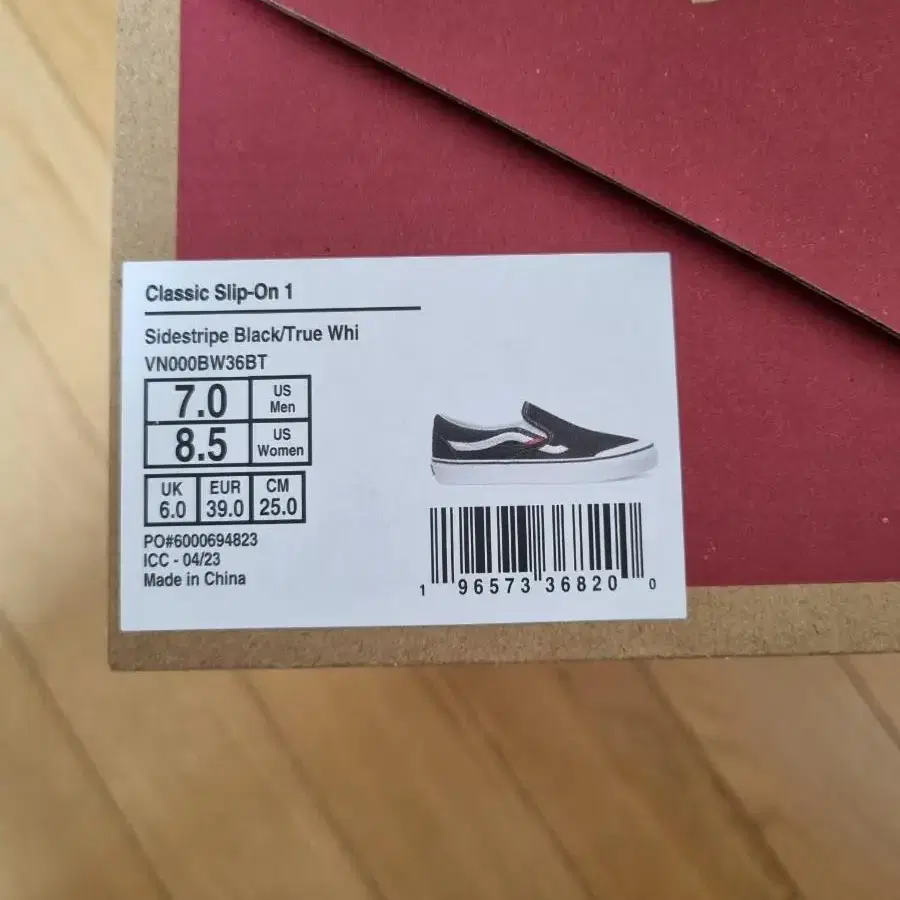 Classic Slip-On 1
Sidestripe Black/True Whi
VN000BW36BT
7.0 US Men
8.5 US Women
UK EUR CM
6.0 39.0 25.0
PO#6000694823
ICC - 04/23
Made in China
1 96573 36820 0